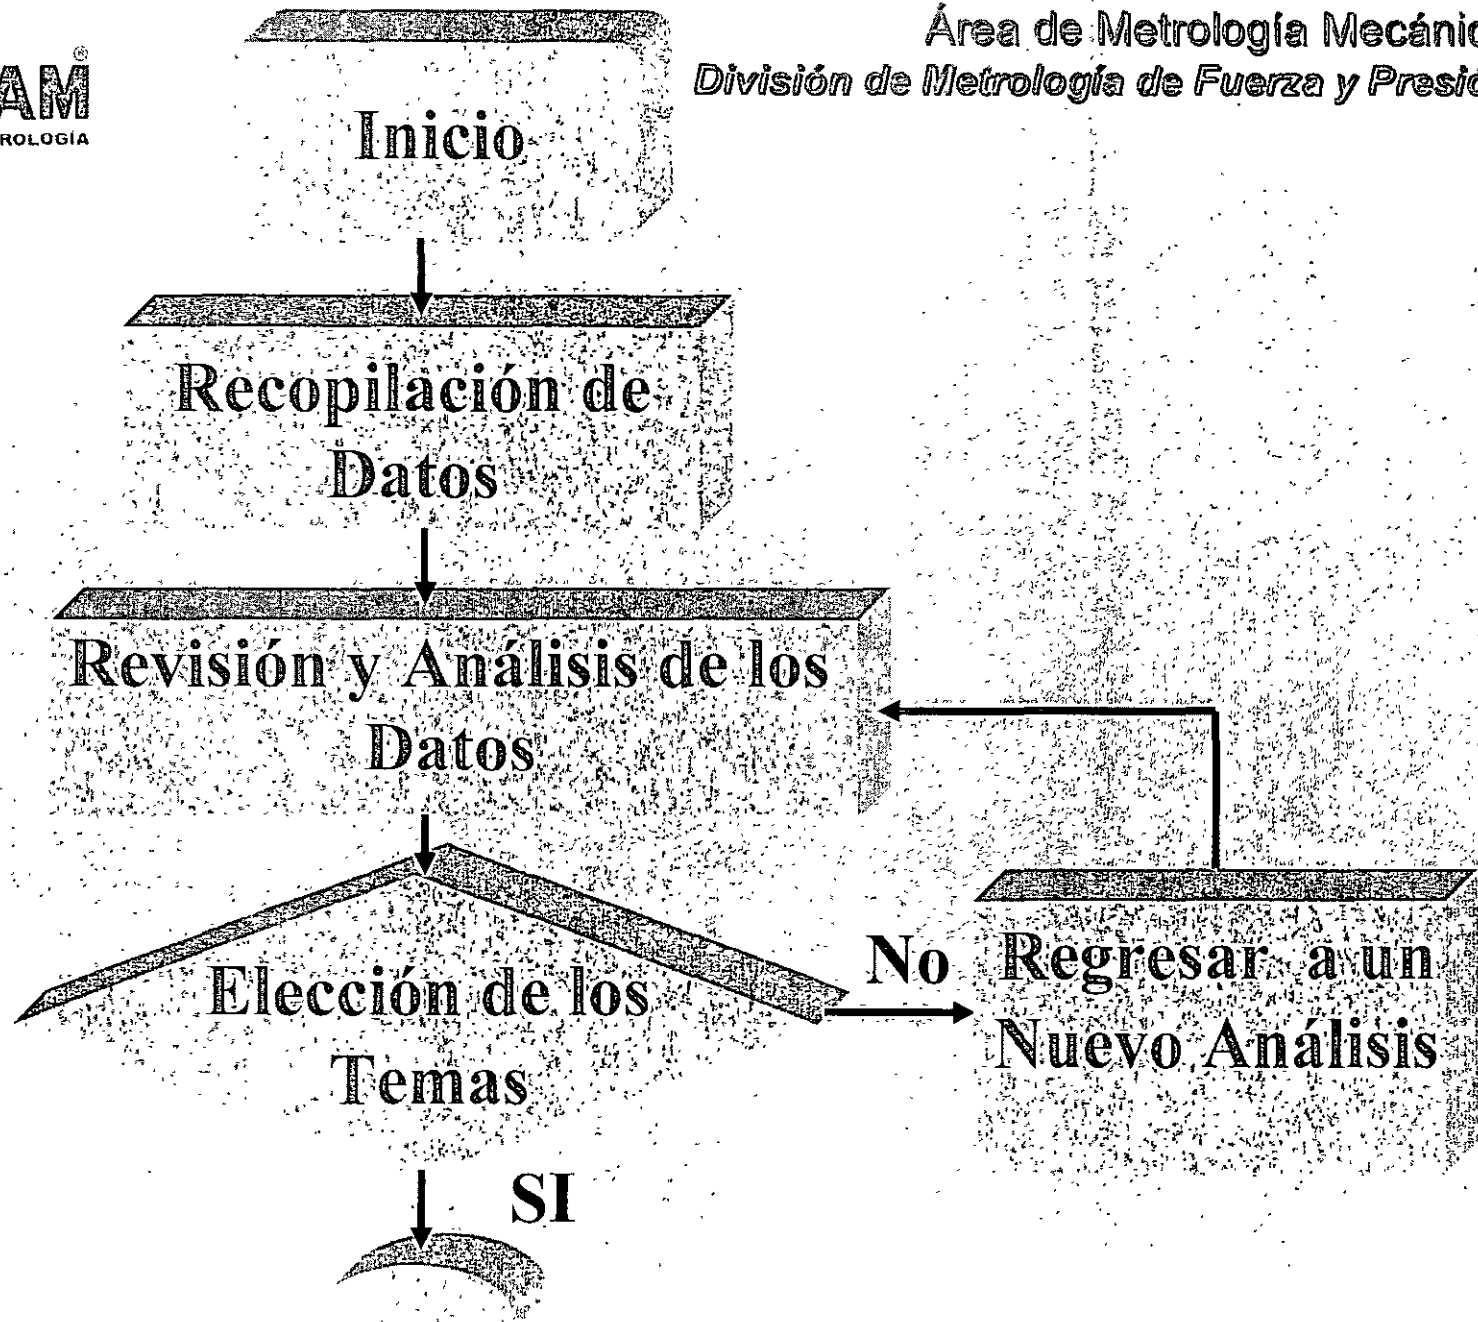 Área de Metrología Mecánic
División de Metrología de Fuerza y Presió
AM
®
ROLOGÍA
Inicio
Recopilación de
Datos
Revisión y Análisis de los
Datos
Elección de los
Temas
No
Regresar a un
Nuevo Análisis
SI